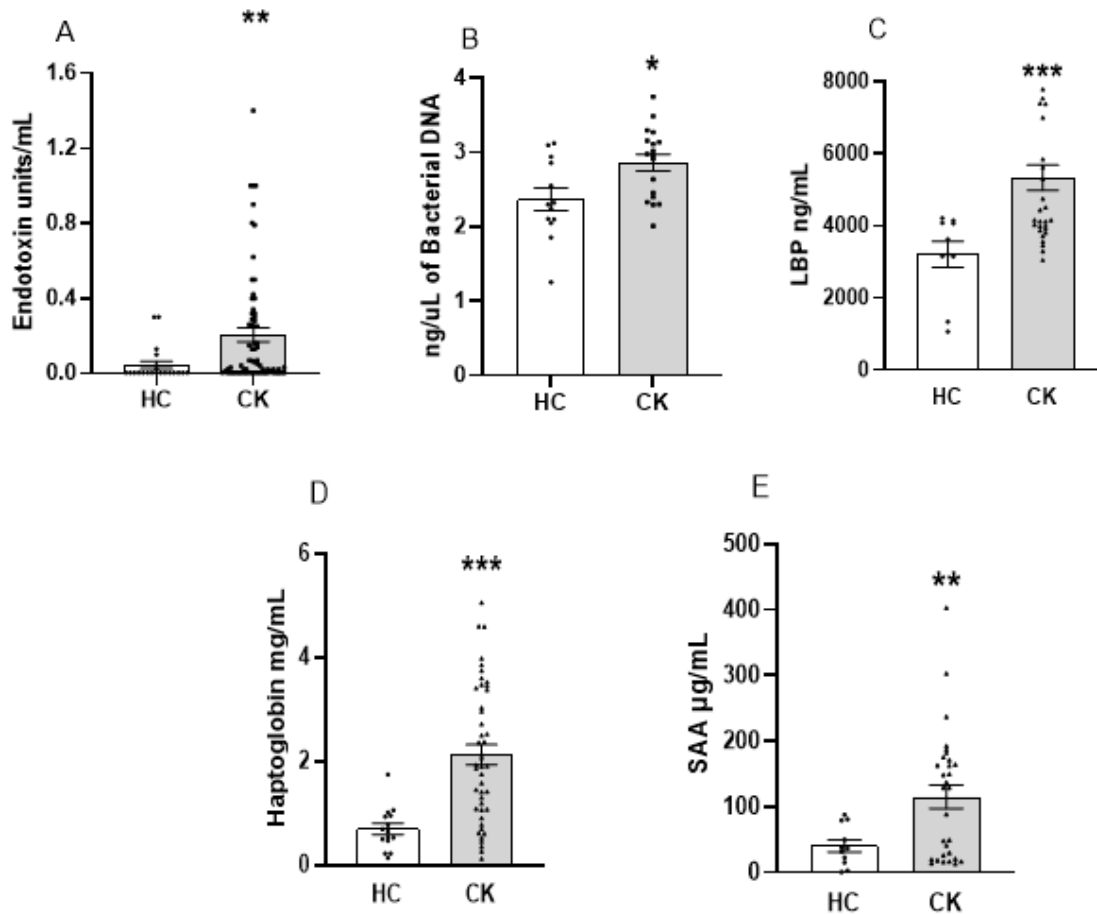 A
**
Endotoxin units/mL
1.6
1.2
0.8
0.4
0.0
HC CK
B
*
ng/uL of Bacterial DNA
4
3
2
1
0
HC CK
C
***
LBP ng/mL
8000
6000
4000
2000
0
HC CK
D
***
Haptoglobin mg/mL
6
4
2
0
HC CK
E
**
SAA µg/mL
500
400
300
200
100
0
HC CK